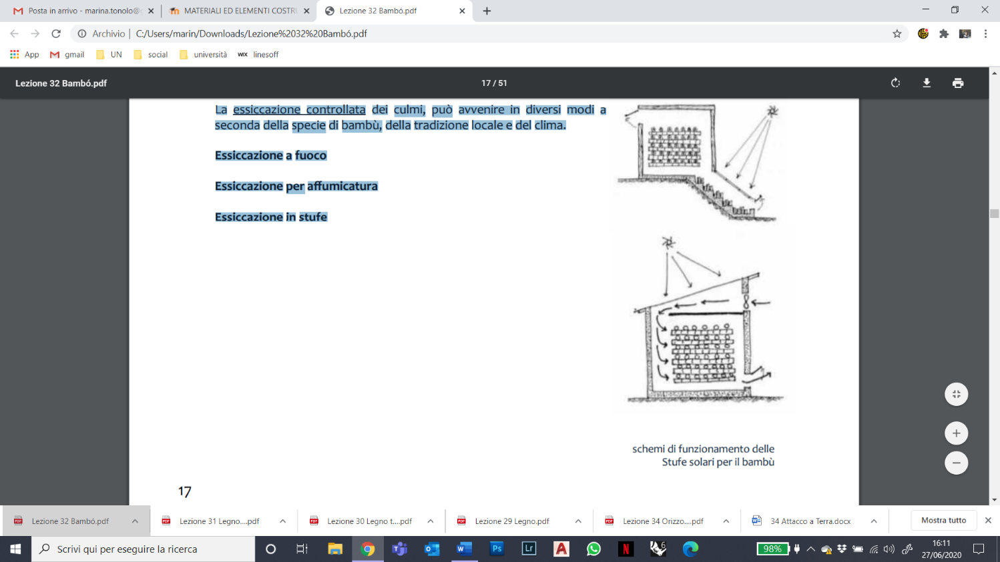 Posta in arrivo - marina.tonolo@g
MATERIALI ED ELEMENTI COSTRU
Lezione 32 Bambó.pdf
Archivio | C:/Users/marin/Downloads/Lezione%2032%20Bambó.pdf
App
gmail
UN
social
università
WIX
linesoff
Lezione 32 Bambó.pdf
17 / 51
La essiccazione controllata dei culmi, può avvenire in diversi modi a
seconda della specie di bambù, della tradizione locale e del clima.
Essiccazione a fuoco
Essiccazione per affumicatura
Essiccazione in stufe
schemi di funzionamento delle
Stufe solari per il bambù
17
Lezione 32 Bambó.pdf
Lezione 31 Legno....pdf
Lezione 30 Legno t....pdf
Lezione 29 Legno.pdf
Lezione 34 Orizzo....pdf
34 Attacco a Terra.docx
Mostra tutto
Scrivi qui per eseguire la ricerca
98%
16:11
27/06/2020